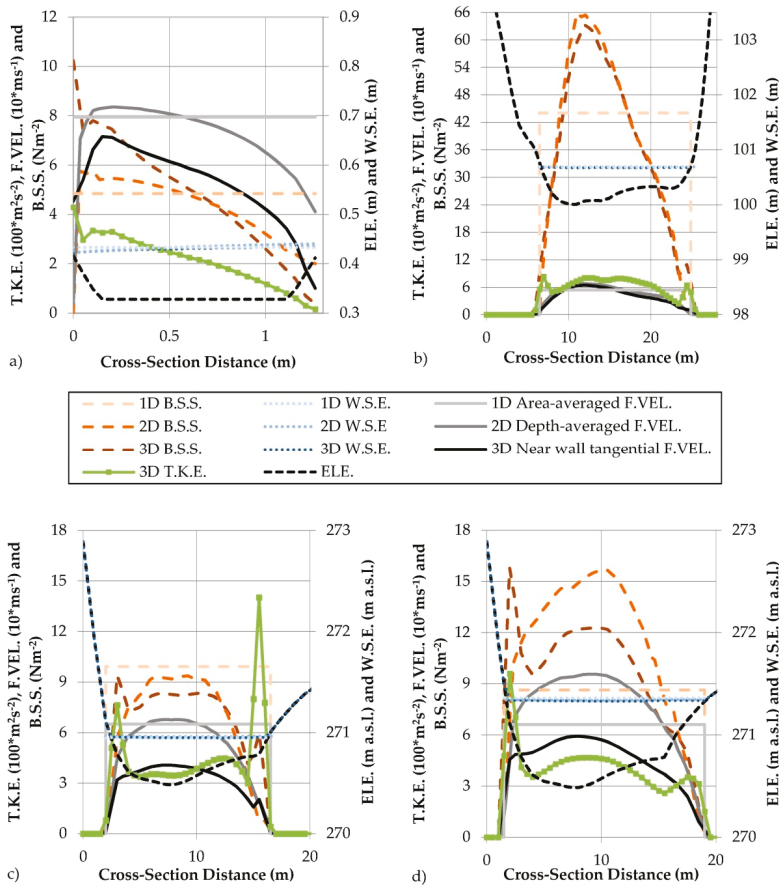 12
10
8
6
4
2
0
0.9
0.8
0.7
0.6
0.5
0.4
0.3
0
0.5
1
T.K.E. (100*m²s⁻²), F.VEL. (10*ms⁻¹) and
B.S.S. (Nm⁻²)
ELE. (m) and W.S.E. (m)
Cross-Section Distance (m)
a)
66
60
54
48
42
36
30
24
18
12
6
0
103
102
101
100
99
98
0
10
20
T.K.E. (100*m²s⁻²), F.VEL. (10*ms⁻¹) and
B.S.S. (Nm⁻²)
ELE. (m) and W.S.E. (m)
Cross-Section Distance (m)
b)
1D B.S.S. 1D W.S.E. 1D Area-averaged F.VEL.
2D B.S.S. 2D W.S.E 2D Depth-averaged F.VEL.
3D B.S.S. 3D W.S.E. 3D Near wall tangential F.VEL.
3D T.K.E. ELE.
18
15
12
9
6
3
0
273
272
271
270
0
10
20
T.K.E. (100*m²s⁻²), F.VEL. (10*ms⁻¹) and
B.S.S. (Nm⁻²)
ELE. (m a.s.l.) and W.S.E. (m a.s.l.)
Cross-Section Distance (m)
c)
18
15
12
9
6
3
0
273
272
271
270
0
10
20
T.K.E. (100*m²s⁻²), F.VEL. (10*ms⁻¹) and
B.S.S. (Nm⁻²)
ELE. (m a.s.l.) and W.S.E. (m a.s.l.)
Cross-Section Distance (m)
d)